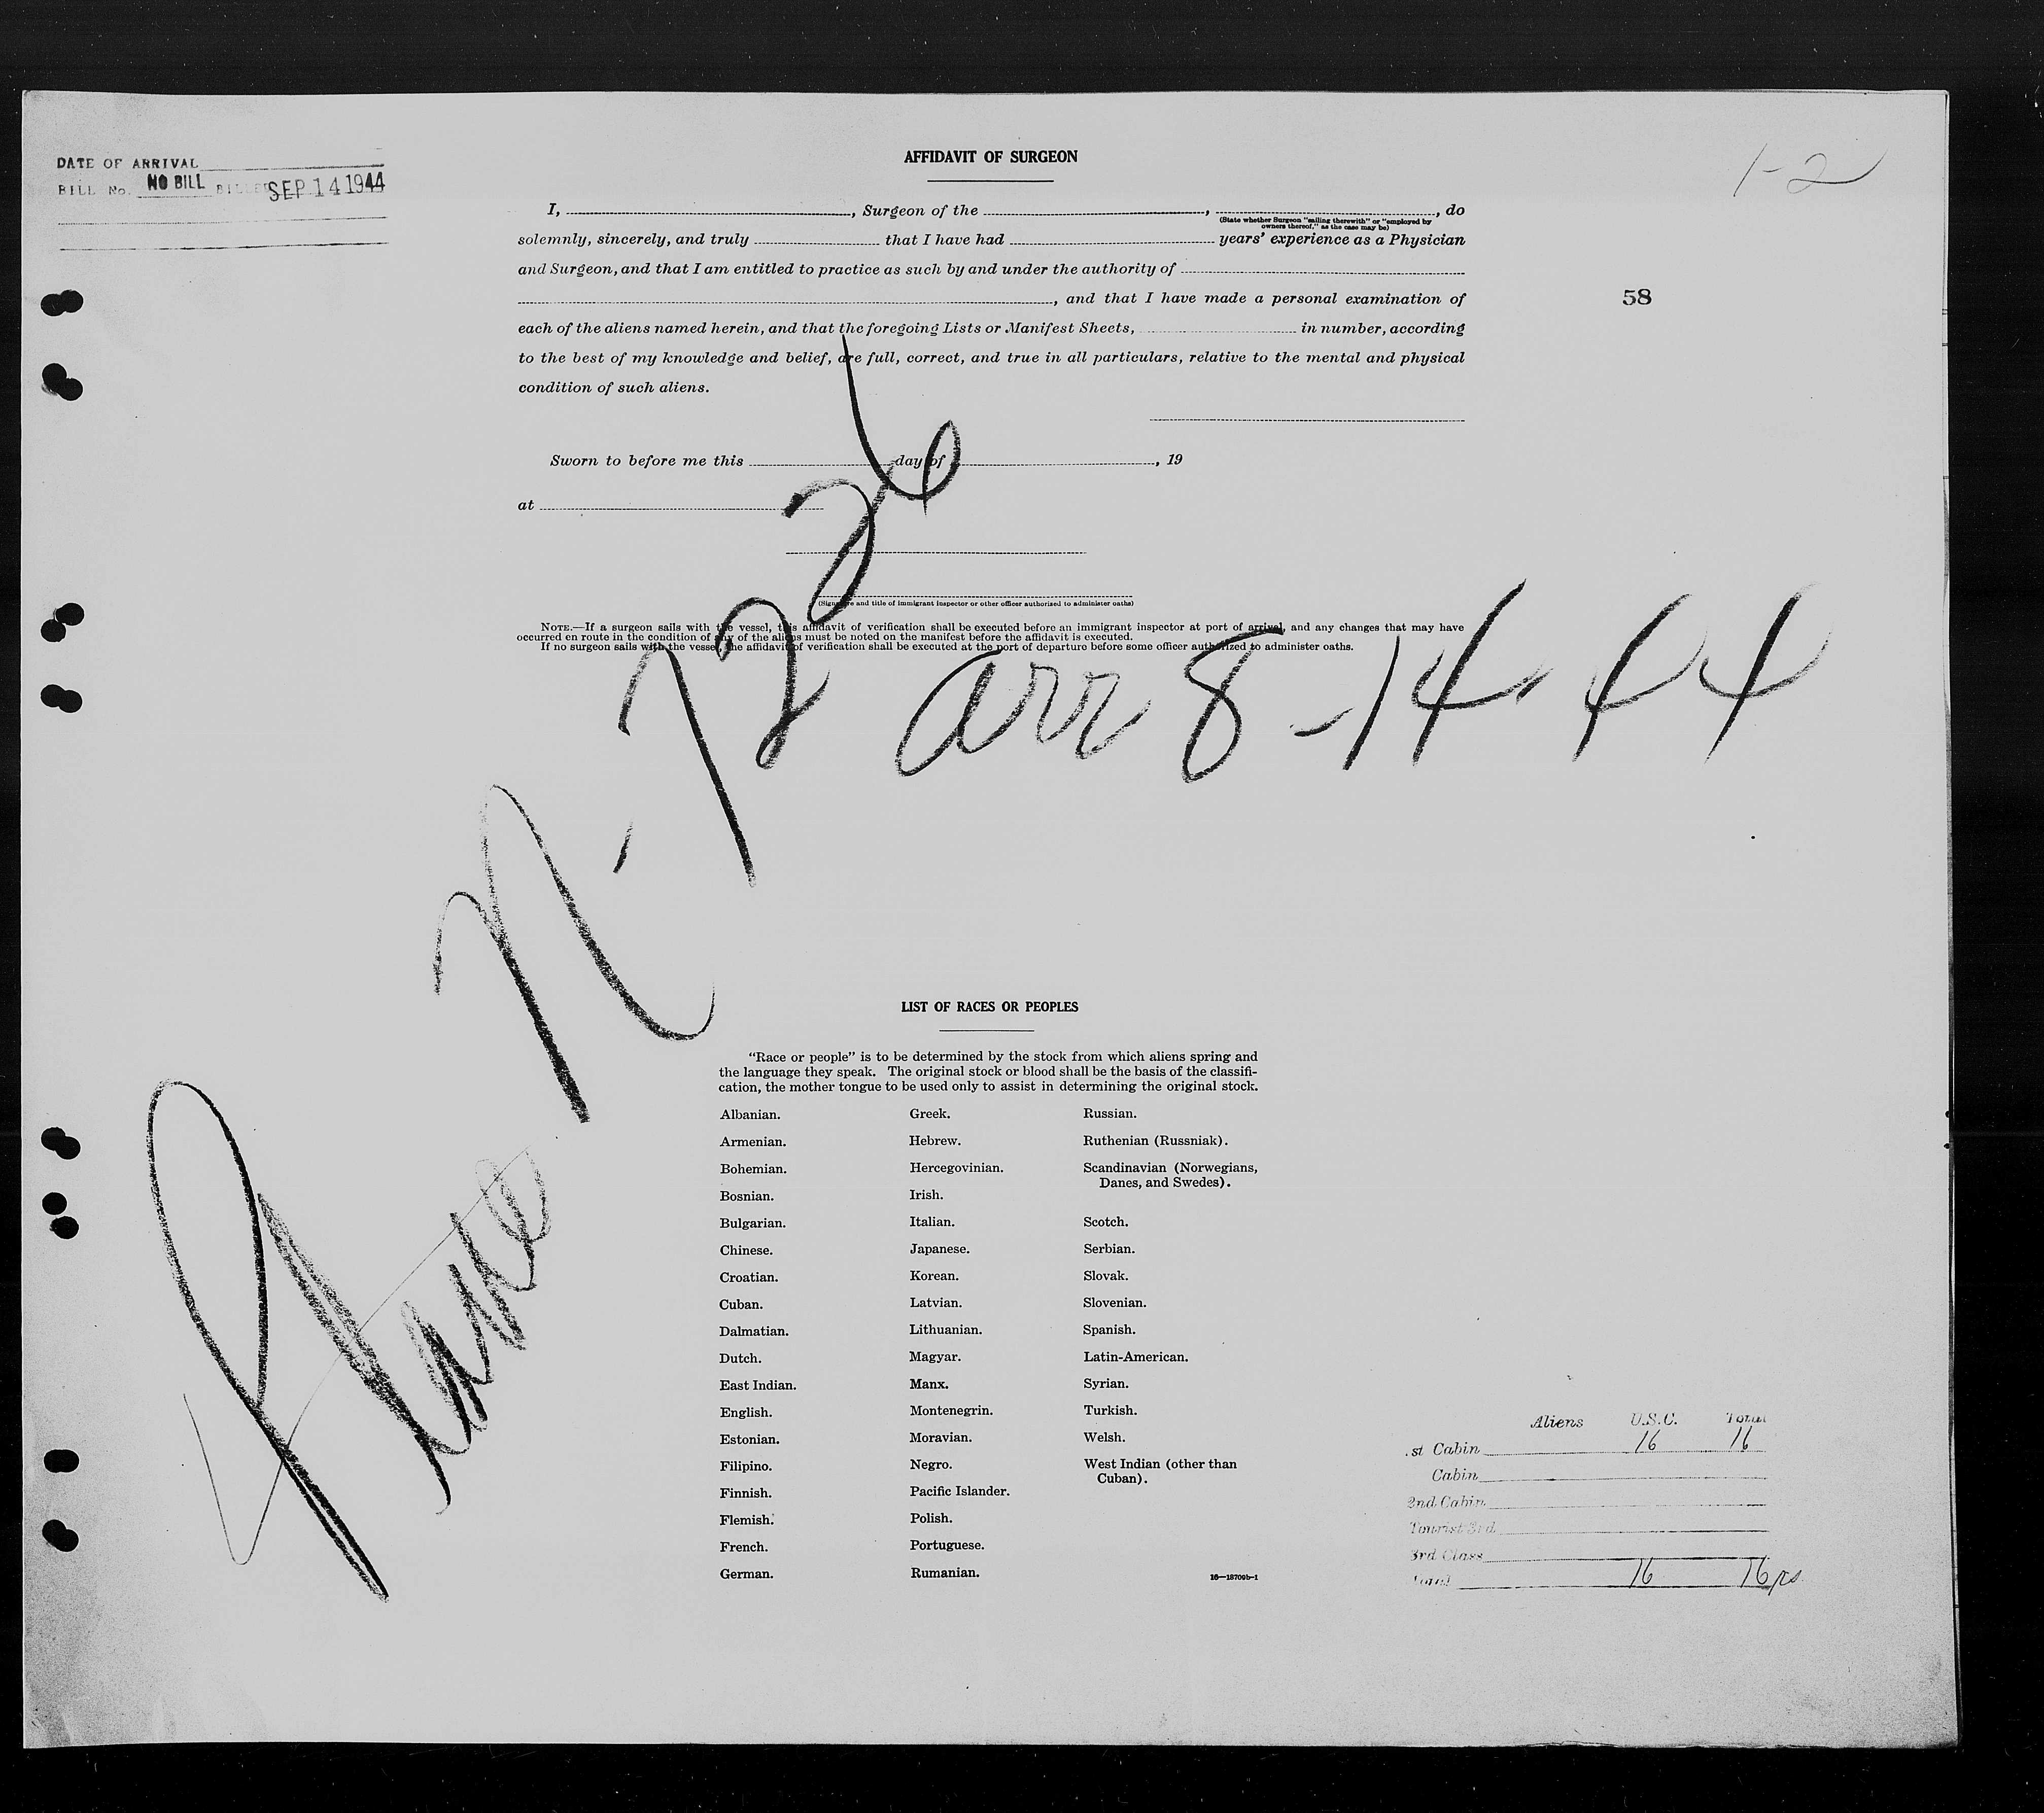 DATE OF ARRIVAL
BILL No. NO BILL BILLED SEP 14 1944
AFFIDAVIT OF SURGEON
1-2
I, , Surgeon of the , , do
(State whether Surgeon "sailing therewith" or "employed by
owners thereof," as the case may be)
solemnly, sincerely, and truly that I have had years' experience as a Physician
and Surgeon, and that I am entitled to practice as such by and under the authority of
, and that I have made a personal examination of
58
each of the aliens named herein, and that the foregoing Lists or Manifest Sheets, in number, according
to the best of my knowledge and belief, are full, correct, and true in all particulars, relative to the mental and physical
condition of such aliens.
Sworn to before me this day of , 19
at
(Signature and title of immigrant inspector or other officer authorized to administer oaths)
NOTE.—If a surgeon sails with the vessel, this affidavit of verification shall be executed before an immigrant inspector at port of arrival, and any changes that may have
occurred en route in the condition of any of the aliens must be noted on the manifest before the affidavit is executed.
If no surgeon sails with the vessel, the affidavit of verification shall be executed at the port of departure before some officer authorized to administer oaths.
Plane N-7226
arr 8-14-44
LIST OF RACES OR PEOPLES
"Race or people" is to be determined by the stock from which aliens spring and
the language they speak. The original stock or blood shall be the basis of the classifi-
cation, the mother tongue to be used only to assist in determining the original stock.
Albanian.
Armenian.
Bohemian.
Bosnian.
Bulgarian.
Chinese.
Croatian.
Cuban.
Dalmatian.
Dutch.
East Indian.
English.
Estonian.
Filipino.
Finnish.
Flemish.
French.
German.
Greek.
Hebrew.
Hercegovinian.
Irish.
Italian.
Japanese.
Korean.
Latvian.
Lithuanian.
Magyar.
Manx.
Montenegrin.
Moravian.
Negro.
Pacific Islander.
Polish.
Portuguese.
Rumanian.
Russian.
Ruthenian (Russniak).
Scandinavian (Norwegians,
Danes, and Swedes).
Scotch.
Serbian.
Slovak.
Slovenian.
Spanish.
Latin-American.
Syrian.
Turkish.
Welsh.
West Indian (other than
Cuban).
16—18709b-1
Aliens U.S.C. Total
st Cabin 16 16
Cabin
2nd Cabin
Tourist 3rd
3rd Class
Total 16 16